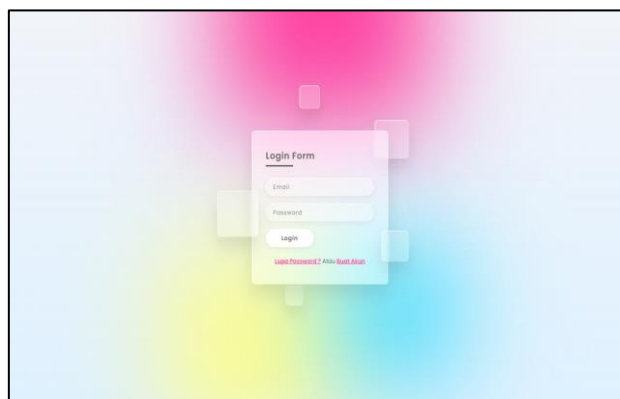 Login Form
Email
Password
Login
Lupa Password ? Atau Buat Akun